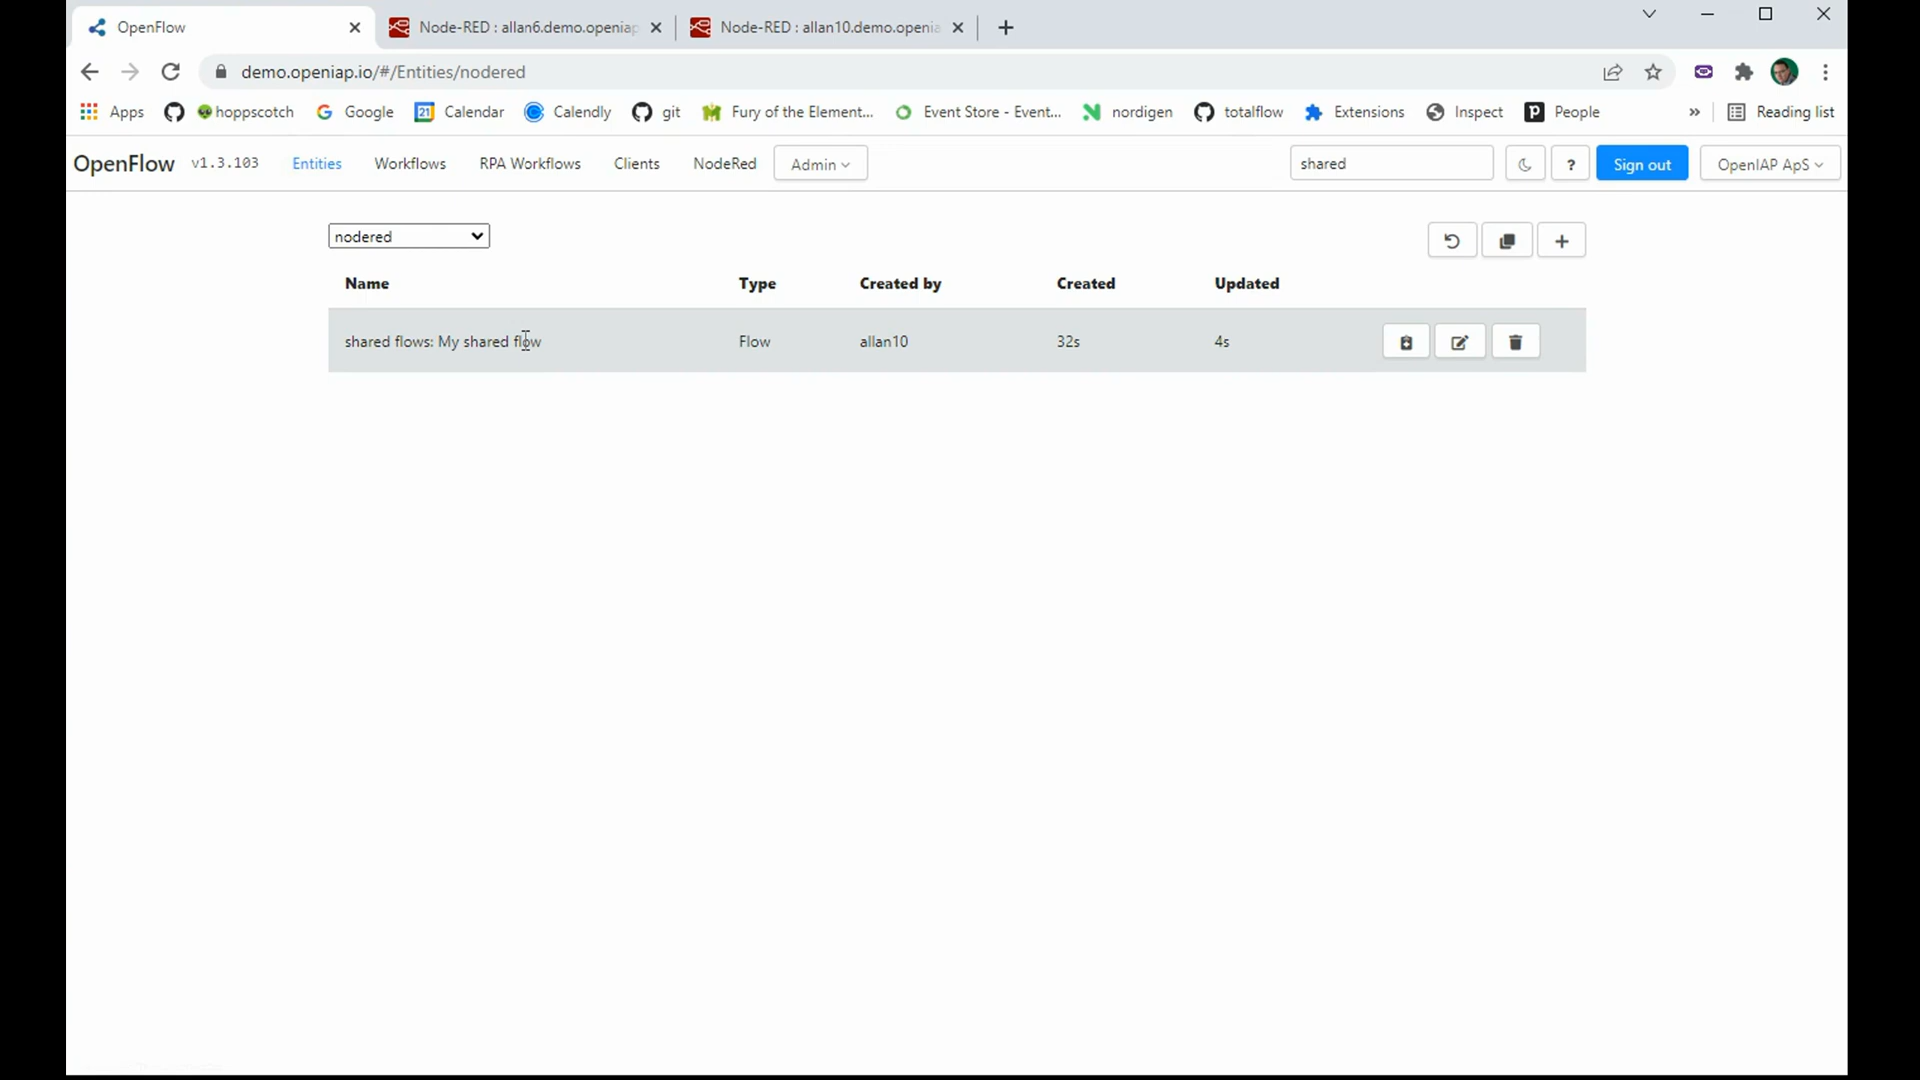 OpenFlow
Node-RED : allan6.demo.openiap
Node-RED : allan10.demo.openia
demo.openiap.io/#/Entities/nodered
Apps
hoppscotch
Google
Calendar
Calendly
git
Fury of the Element...
Event Store - Event...
nordigen
totalflow
Extensions
Inspect
People
»
Reading list
OpenFlow v1.3.103 Entities Workflows RPA Workflows Clients NodeRed Admin shared ? Sign out OpenIAP ApS
nodered
Name Type Created by Created Updated
shared flows: My shared flow Flow allan10 32s 4s